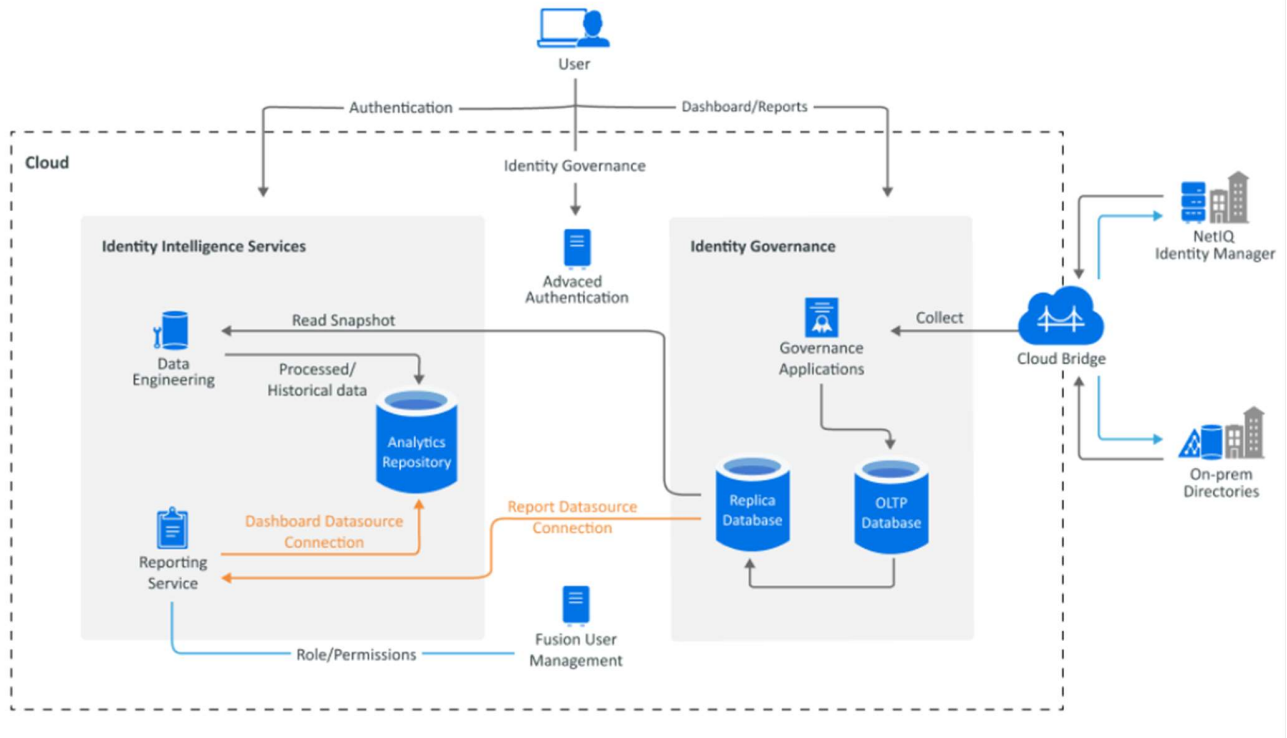 User
Authentication
Dashboard/Reports
Cloud
Identity Governance
Identity Intelligence Services
Advaced
Authentication
Identity Governance
NetIQ
Identity Manager
Read Snapshot
Data
Engineering
Processed/
Historical data
Governance
Applications
Collect
Cloud Bridge
Analytics
Repository
On-prem
Directories
Replica
Database
OLTP
Database
Dashboard Datasource
Connection
Report Datasource
Connection
Reporting
Service
Role/Permissions
Fusion User
Management